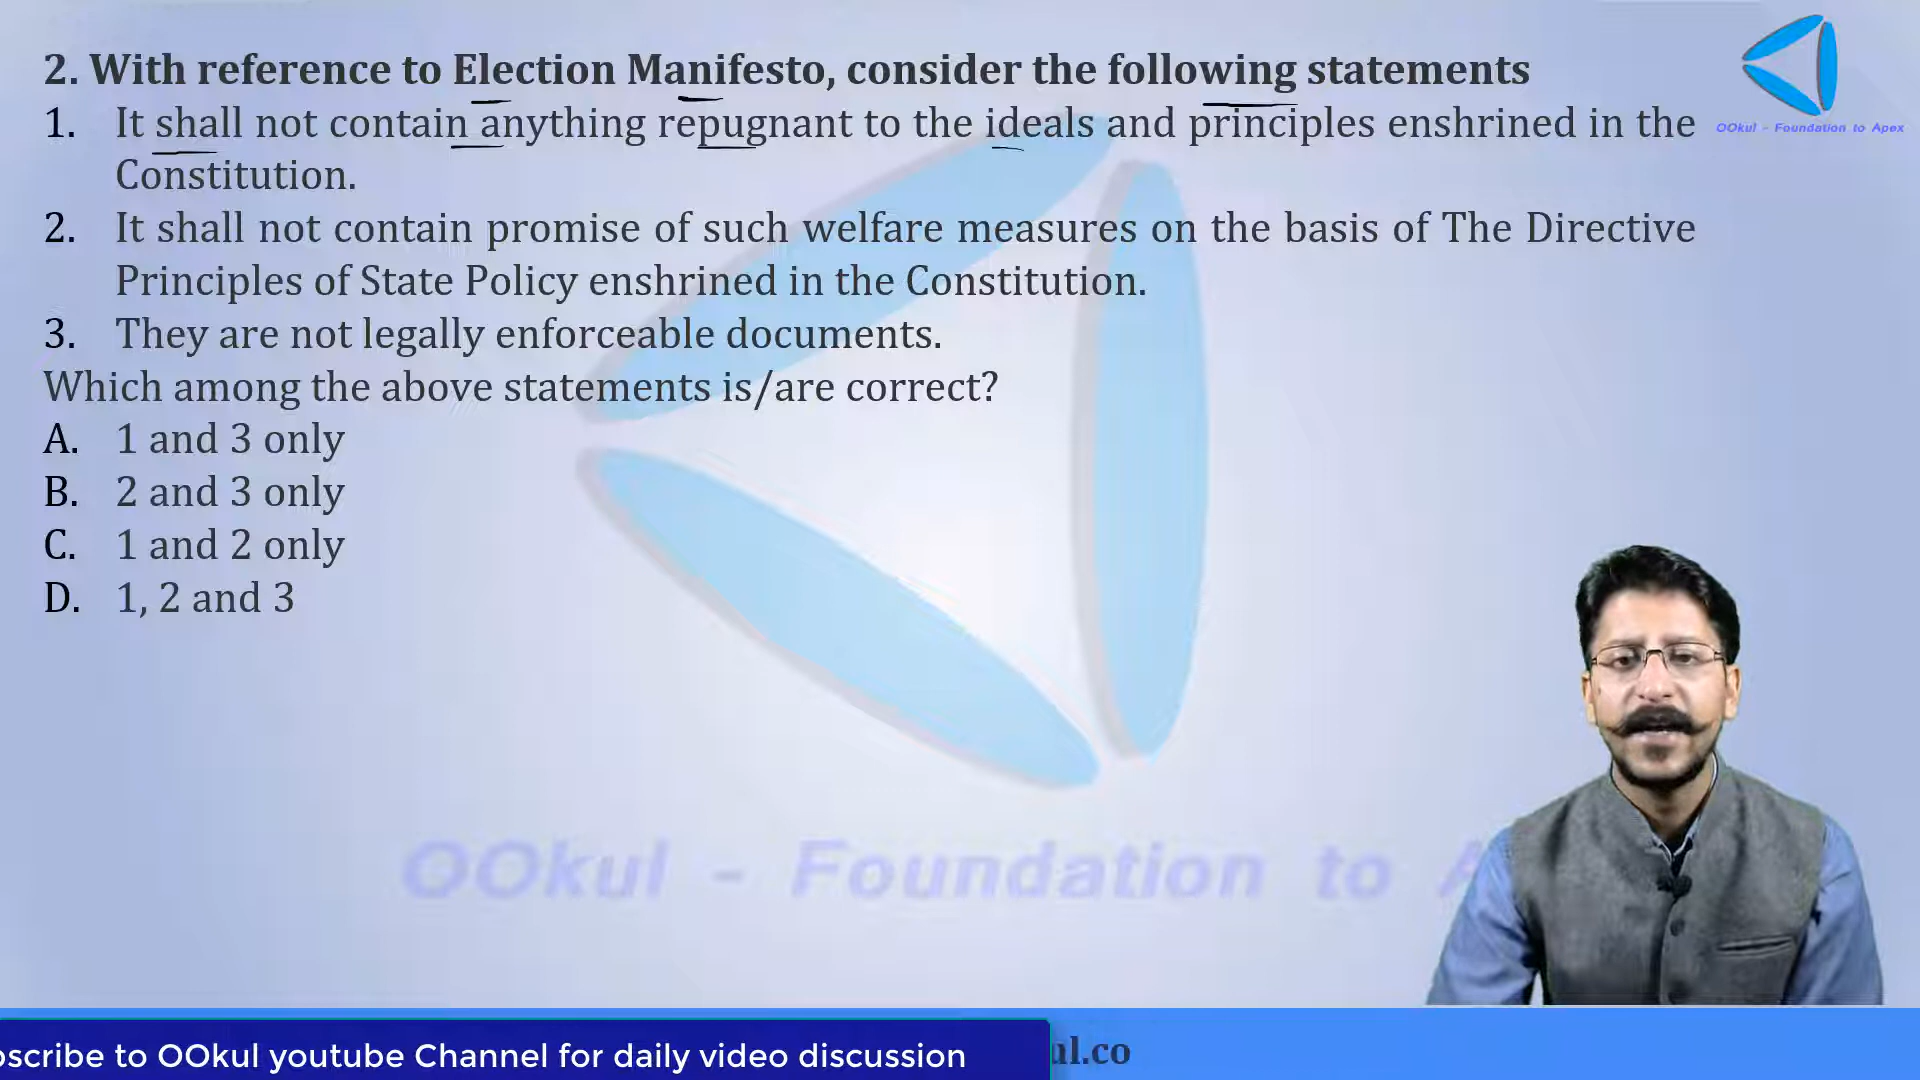 2. With reference to Election Manifesto, consider the following statements
1. It shall not contain anything repugnant to the ideals and principles enshrined in the
Constitution.
2. It shall not contain promise of such welfare measures on the basis of The Directive
Principles of State Policy enshrined in the Constitution.
3. They are not legally enforceable documents.
Which among the above statements is/are correct?
A. 1 and 3 only
B. 2 and 3 only
C. 1 and 2 only
D. 1, 2 and 3
OOkul - Foundation to Apex
OOkul - Foundation to A
bscribe to OOkul youtube Channel for daily video discussion
ul.co